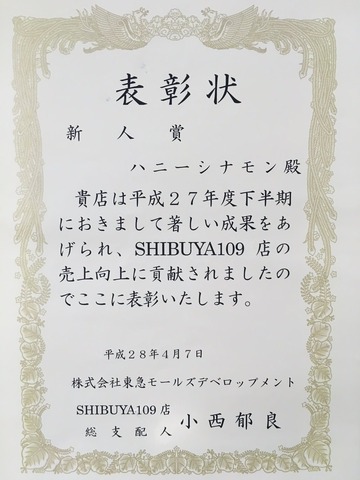 表彰状
新人賞
ハニーシナモン殿
貴店は平成27年度下半期
におきまして著しい成果をあ
げられ、SHIBUYA109 店の
売上向上に貢献されましたの
でここに表彰いたします。
平成28年4月7日
株式会社東急モールズデベロップメント
SHIBUYA109 店
総支配人 小西郁良